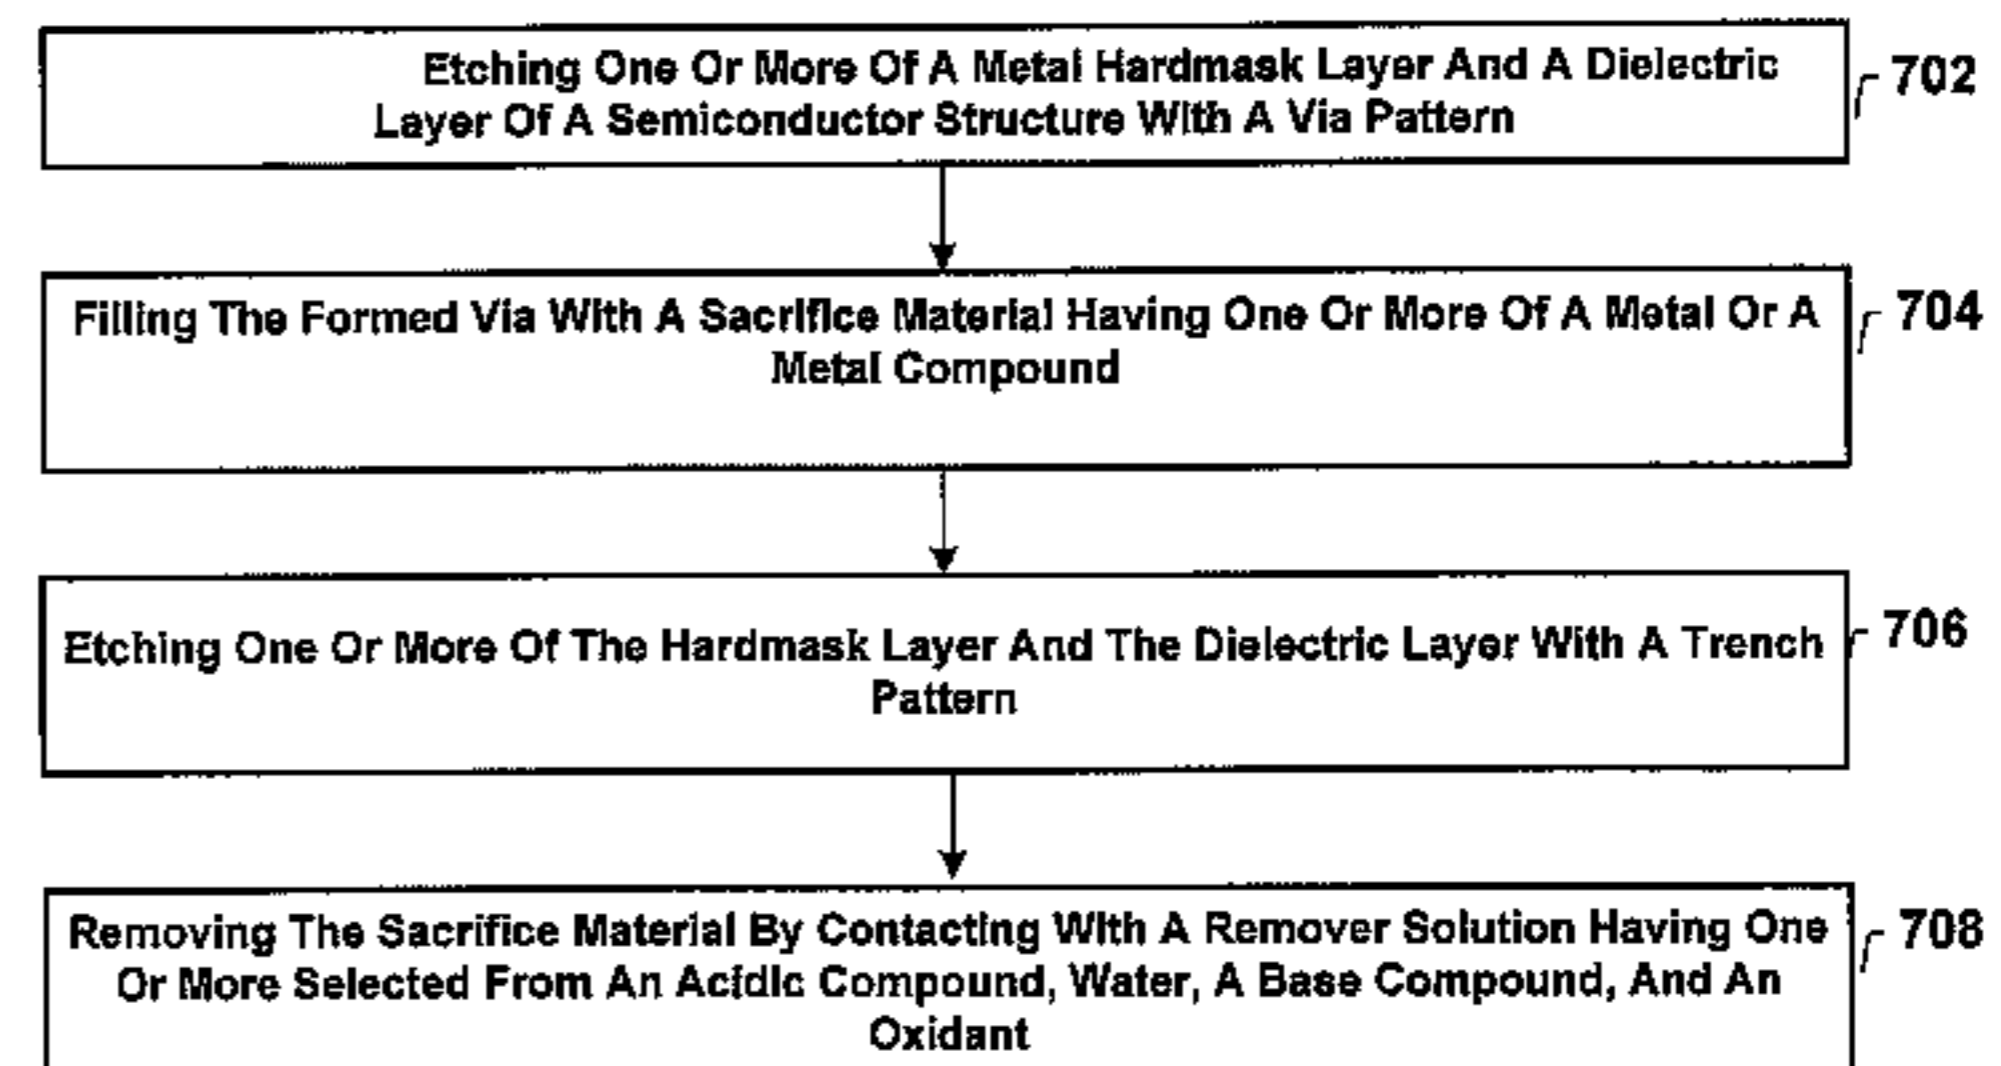 Etching One Or More Of A Metal Hardmask Layer And A Dielectric
Layer Of A Semiconductor Structure With A Via Pattern
702
Filling The Formed Via With A Sacrifice Material Having One Or More Of A Metal Or A
Metal Compound
704
Etching One Or More Of The Hardmask Layer And The Dielectric Layer With A Trench
Pattern
706
Removing The Sacrifice Material By Contacting With A Remover Solution Having One
Or More Selected From An Acidic Compound, Water, A Base Compound, And An
Oxidant
708